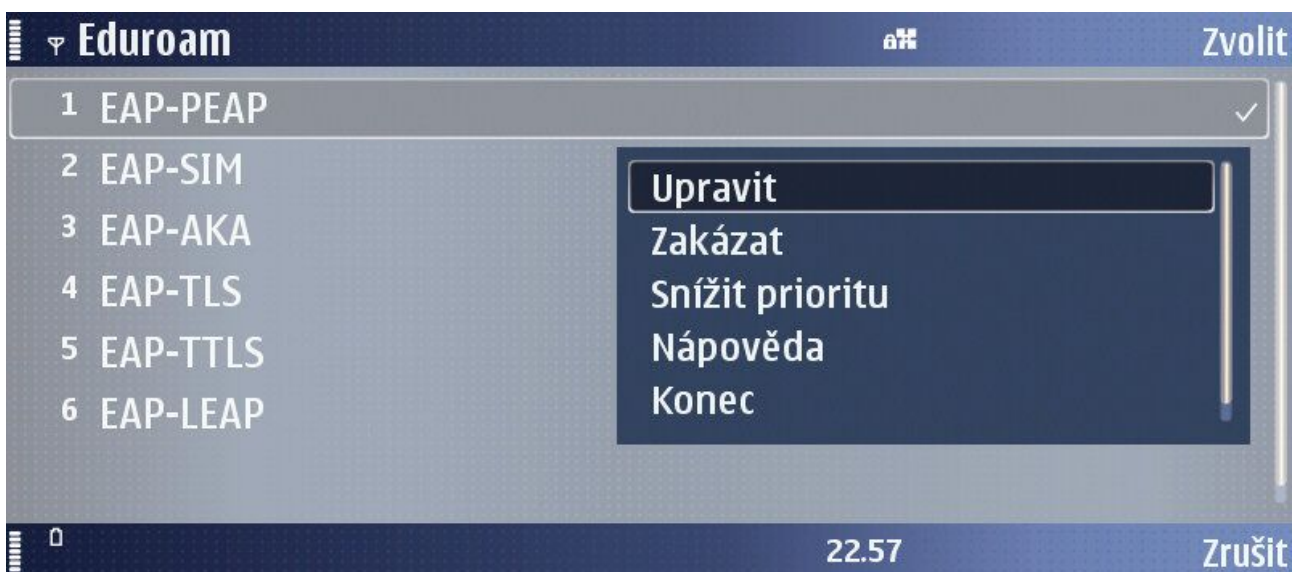 Eduroam Zvolit
1 EAP-PEAP
2 EAP-SIM
3 EAP-AKA
4 EAP-TLS
5 EAP-TTLS
6 EAP-LEAP
Upravit
Zakázat
Snížit prioritu
Nápověda
Konec
22.57 Zrušit